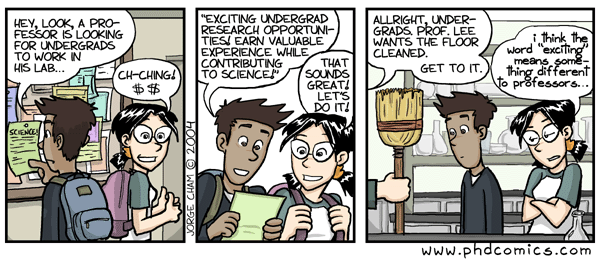 HEY, LOOK, A PRO-
FESSOR IS LOOKING
FOR UNDERGRADS
TO WORK IN
HIS LAB...
CH-CHING!
$ $$
SCIENCE!
"EXCITING UNDERGRAD
RESEARCH OPPORTUNI-
TIES! EARN VALUABLE
EXPERIENCE WHILE
CONTRIBUTING
TO SCIENCE!"
THAT
SOUNDS
GREAT!
LET'S
DO IT!
JORGE CHAM © 2004
ALLRIGHT, UNDER-
GRADS. PROF. LEE
WANTS THE FLOOR
CLEANED.
GET TO IT.
i think the
word "exciting"
means some-
thing different
to professors...
www.phdcomics.com